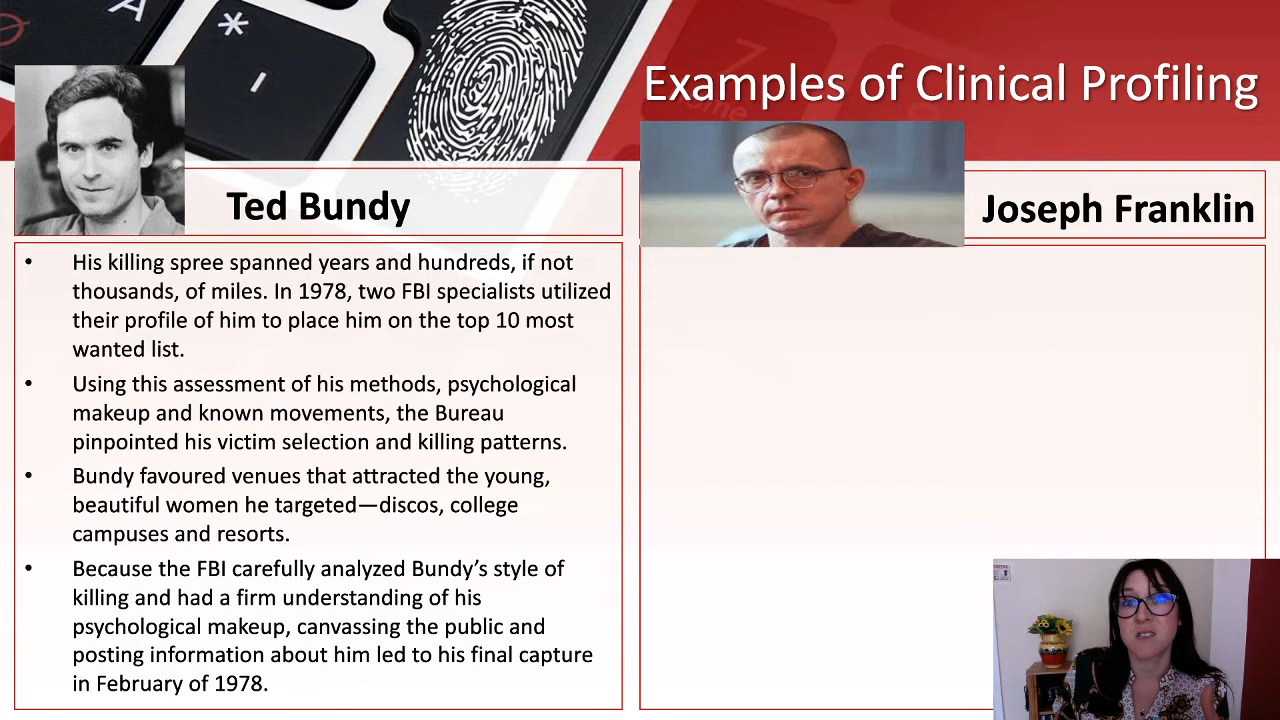 A
*
-
Examples of Clinical Profiling
Ted Bundy
• His killing spree spanned years and hundreds, if not
thousands, of miles. In 1978, two FBI specialists utilized
their profile of him to place him on the top 10 most
wanted list.
• Using this assessment of his methods, psychological
makeup and known movements, the Bureau
pinpointed his victim selection and killing patterns.
• Bundy favoured venues that attracted the young,
beautiful women he targeted—discos, college
campuses and resorts.
• Because the FBI carefully analyzed Bundy’s style of
killing and had a firm understanding of his
psychological makeup, canvassing the public and
posting information about him led to his final capture
in February of 1978.
Joseph Franklin